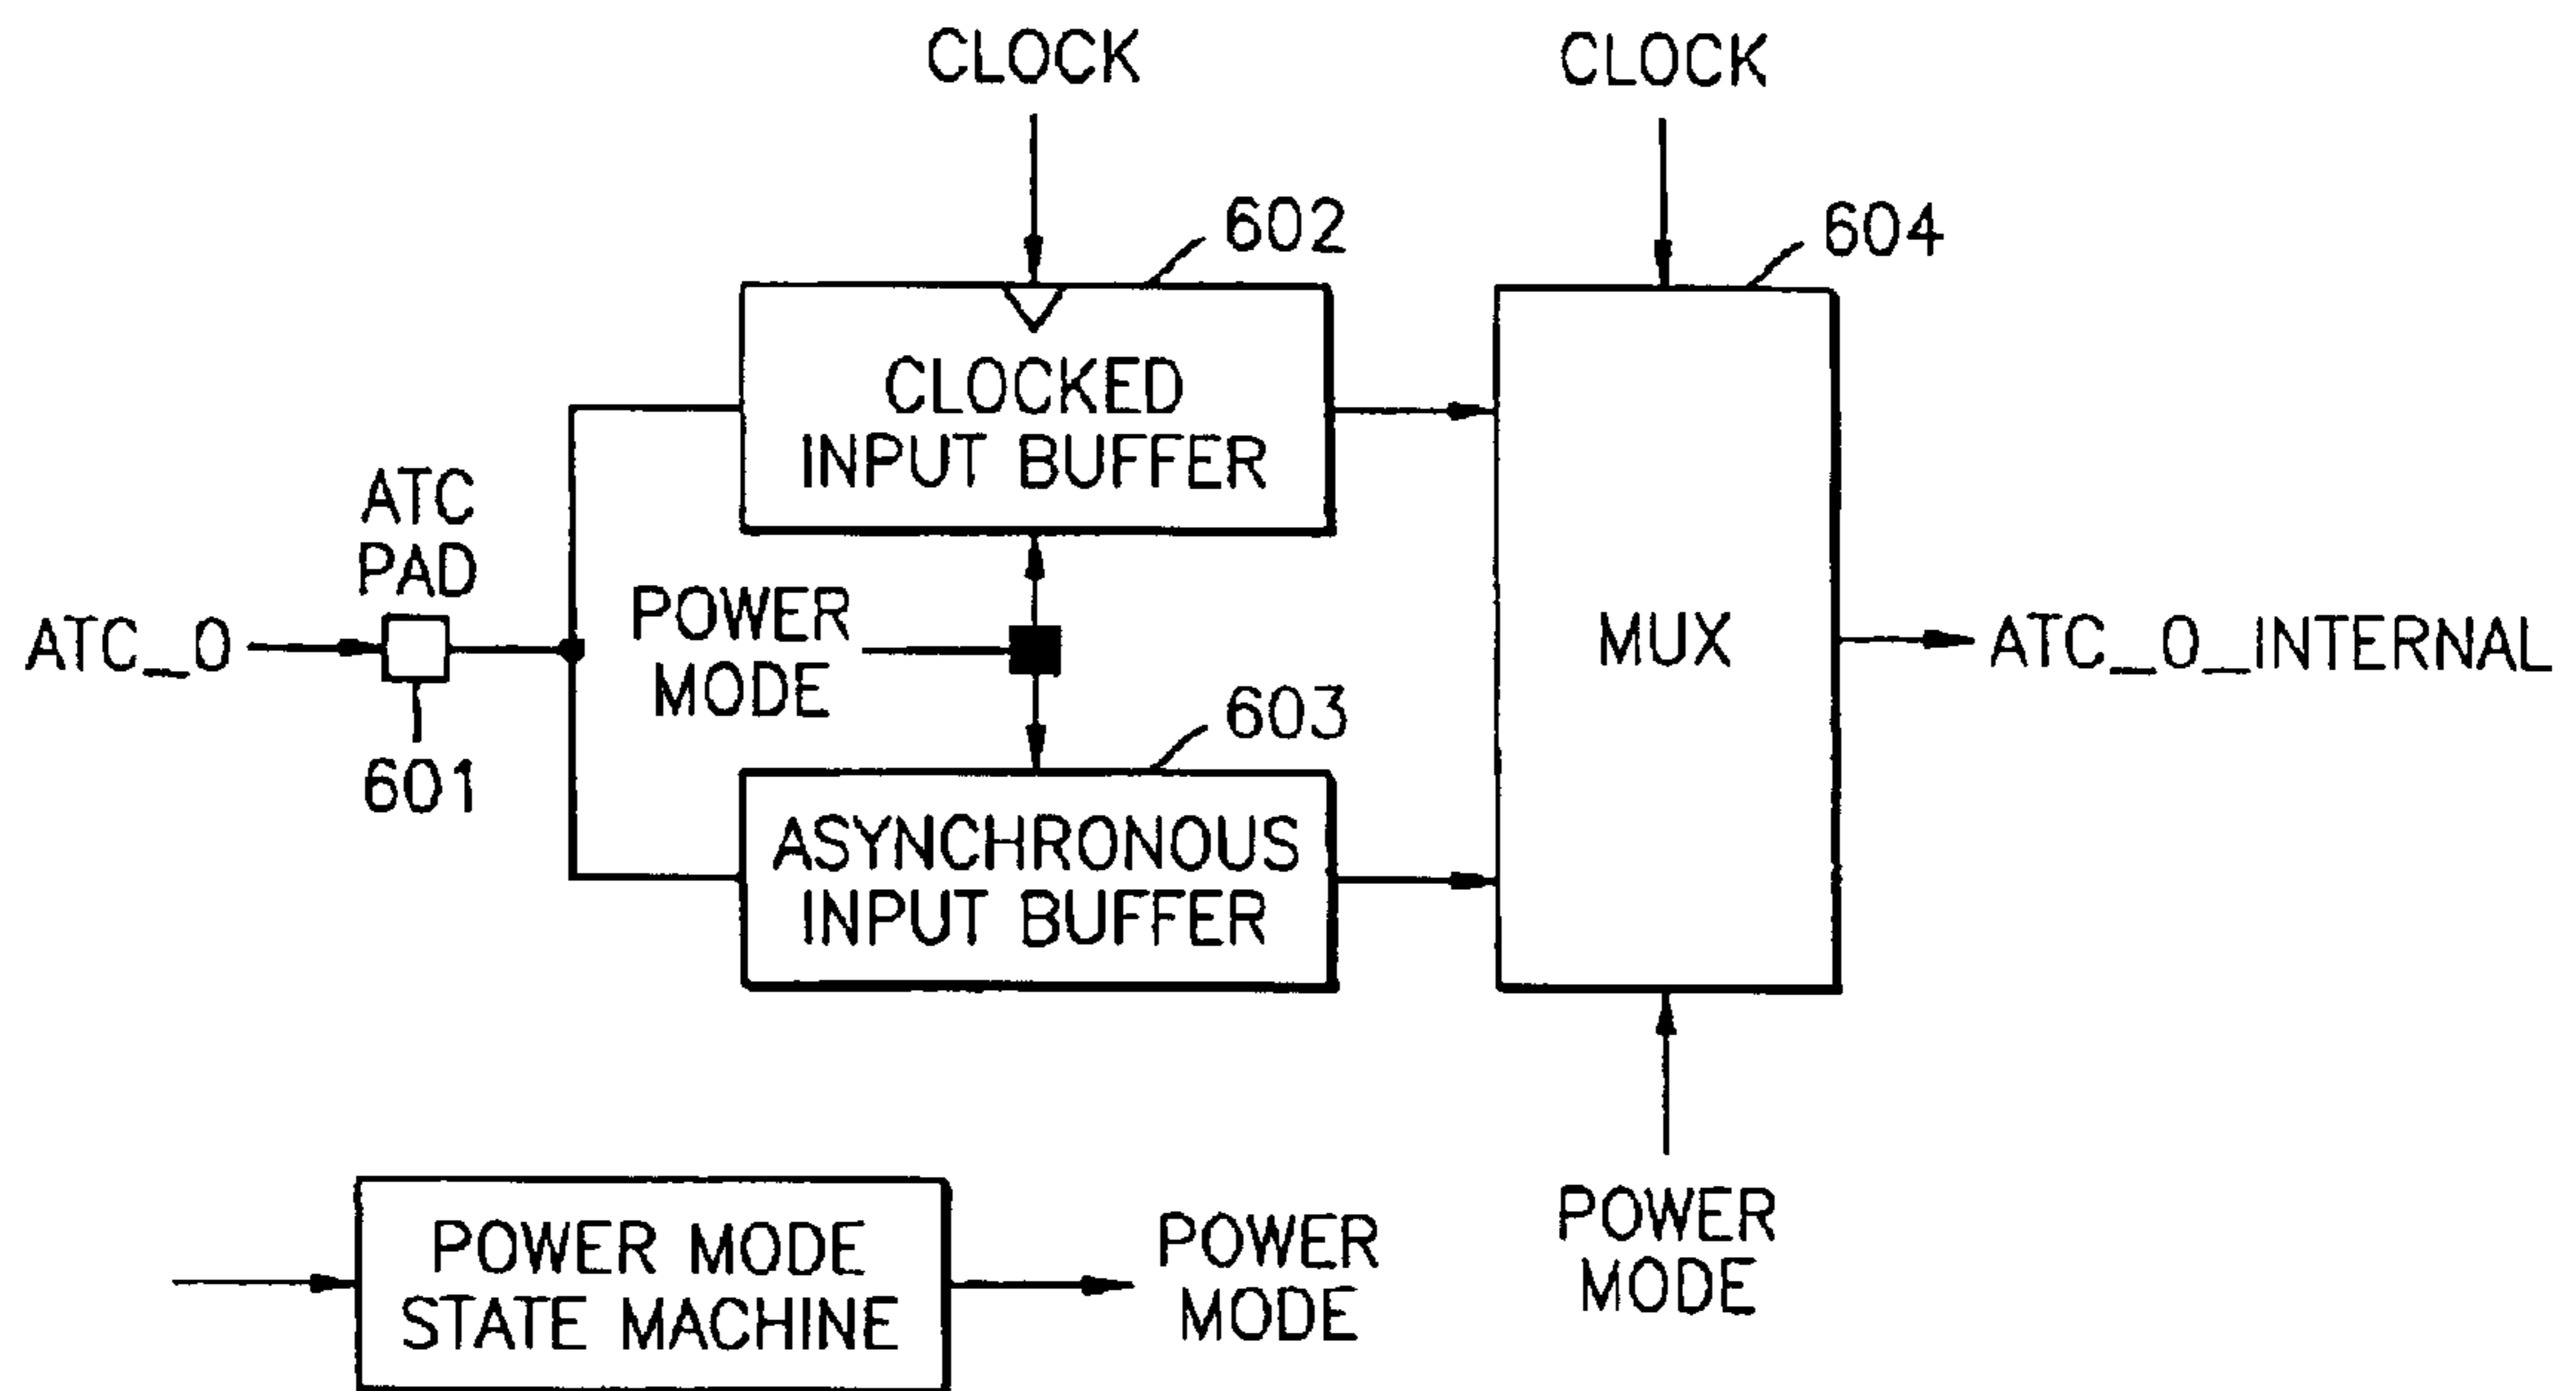 CLOCK
CLOCK
602
604
CLOCKED
INPUT BUFFER
ATC
PAD
ATC_0
POWER
MODE
MUX
ATC_0_INTERNAL
603
601
ASYNCHRONOUS
INPUT BUFFER
POWER MODE
STATE MACHINE
POWER
MODE
POWER
MODE